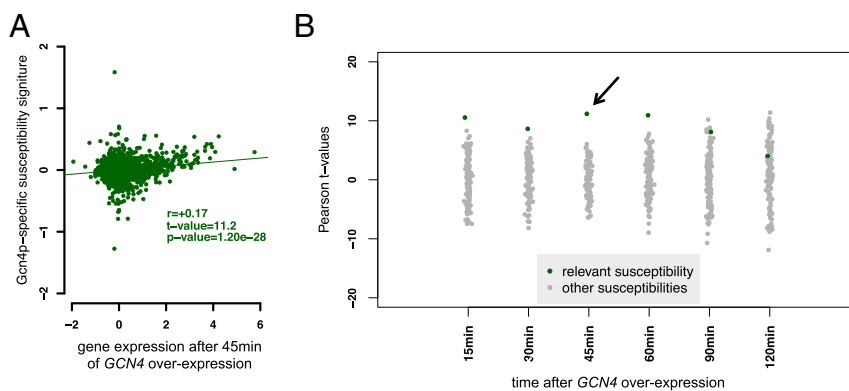 A
2
1
0
−1
−2
Gcn4p−specific susceptibility signiture
r=+0.17
t−value=11.2
p−value=1.20e−28
−2 0 2 4 6
gene expression after 45min
of GCN4 over-expression
B
20
10
0
−10
−20
Pearson t−values
relevant susceptibility
other susceptibilities
15min
30min
45min
60min
90min
120min
time after GCN4 over-expression